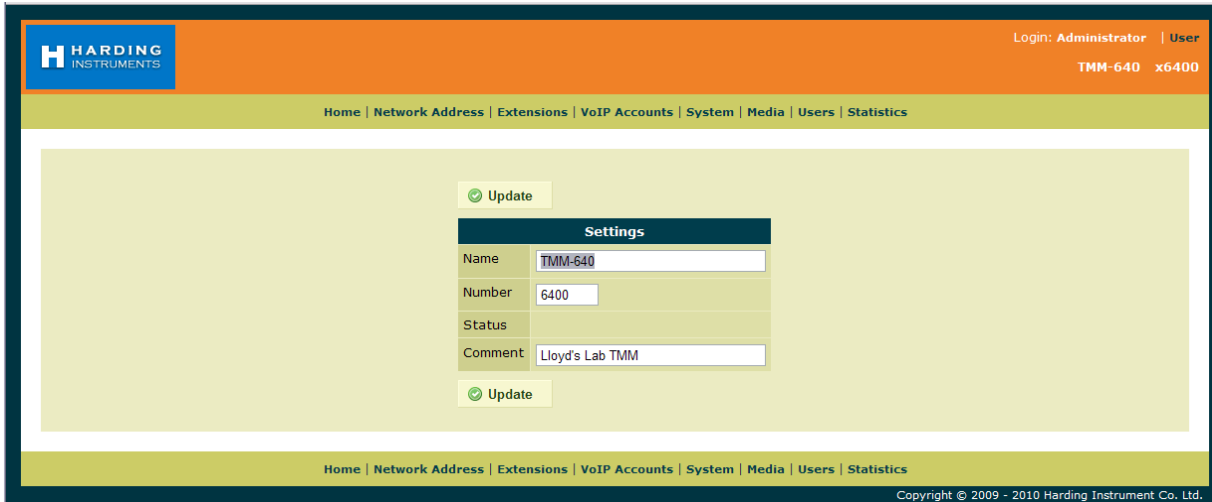 HARDING
INSTRUMENTS
Login: Administrator | User
TMM-640 x6400
Home | Network Address | Extensions | VoIP Accounts | System | Media | Users | Statistics
Update
Settings
Name TMM-640
Number 6400
Status
Comment Lloyd's Lab TMM
Update
Home | Network Address | Extensions | VoIP Accounts | System | Media | Users | Statistics
Copyright © 2009 - 2010 Harding Instrument Co. Ltd.